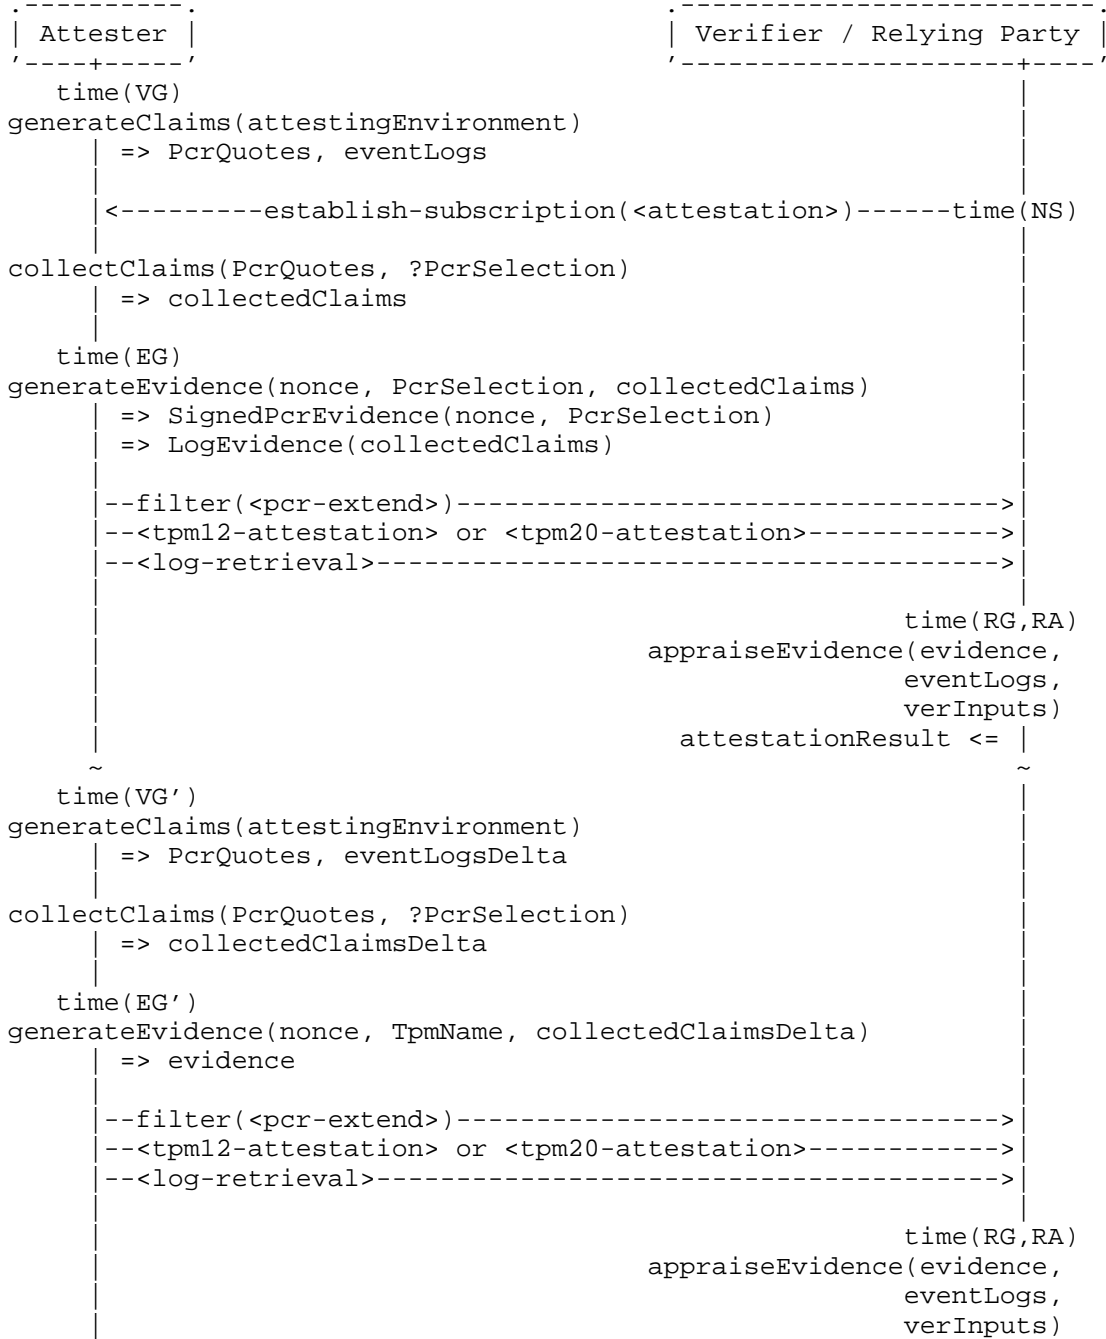 .----------.                              .--------------------------.
| Attester |                              | Verifier / Relying Party |
'----+-----'                              '---------------------+----'
   time(VG)                                                     |
generateClaims(attestingEnvironment)                            |
     | => PcrQuotes, eventLogs                                  |
     |                                                          |
     |<---------establish-subscription(<attestation>)------time(NS)
     |                                                          |
collectClaims(PcrQuotes, ?PcrSelection)                         |
     | => collectedClaims                                       |
     |                                                          |
   time(EG)                                                     |
generateEvidence(nonce, PcrSelection, collectedClaims)          |
     | => SignedPcrEvidence(nonce, PcrSelection)                |
     | => LogEvidence(collectedClaims)                          |
     |                                                          |
     |--filter(<pcr-extend>)---------------------------------->|
     |--<tpm12-attestation> or <tpm20-attestation>------------>|
     |--<log-retrieval>--------------------------------------->|
     |                                                          |
     |                                                  time(RG,RA)
     |                                  appraiseEvidence(evidence,
     |                                                  eventLogs,
     |                                                  verInputs)
     |                                    attestationResult <= |
     ~                                                          ~
   time(VG')                                                    |
generateClaims(attestingEnvironment)                            |
     | => PcrQuotes, eventLogsDelta                             |
     |                                                          |
collectClaims(PcrQuotes, ?PcrSelection)                         |
     | => collectedClaimsDelta                                  |
     |                                                          |
   time(EG')                                                    |
generateEvidence(nonce, TpmName, collectedClaimsDelta)          |
     | => evidence                                              |
     |                                                          |
     |--filter(<pcr-extend>)---------------------------------->|
     |--<tpm12-attestation> or <tpm20-attestation>------------>|
     |--<log-retrieval>--------------------------------------->|
     |                                                          |
     |                                                  time(RG,RA)
     |                                  appraiseEvidence(evidence,
     |                                                  eventLogs,
     |                                                  verInputs)